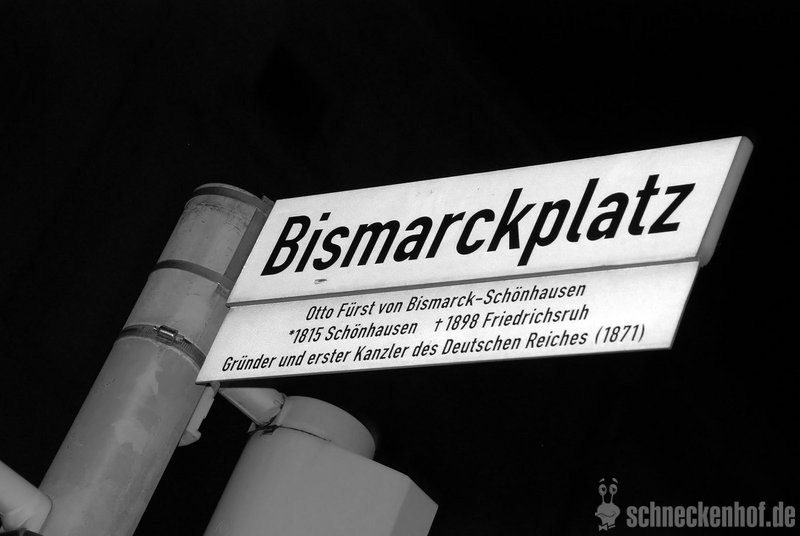 Bismarckplatz
Otto Fürst von Bismarck-Schönhausen
*1815 Schönhausen †1898 Friedrichsruh
Gründer und erster Kanzler des Deutschen Reiches (1871)
schneckenhof.de